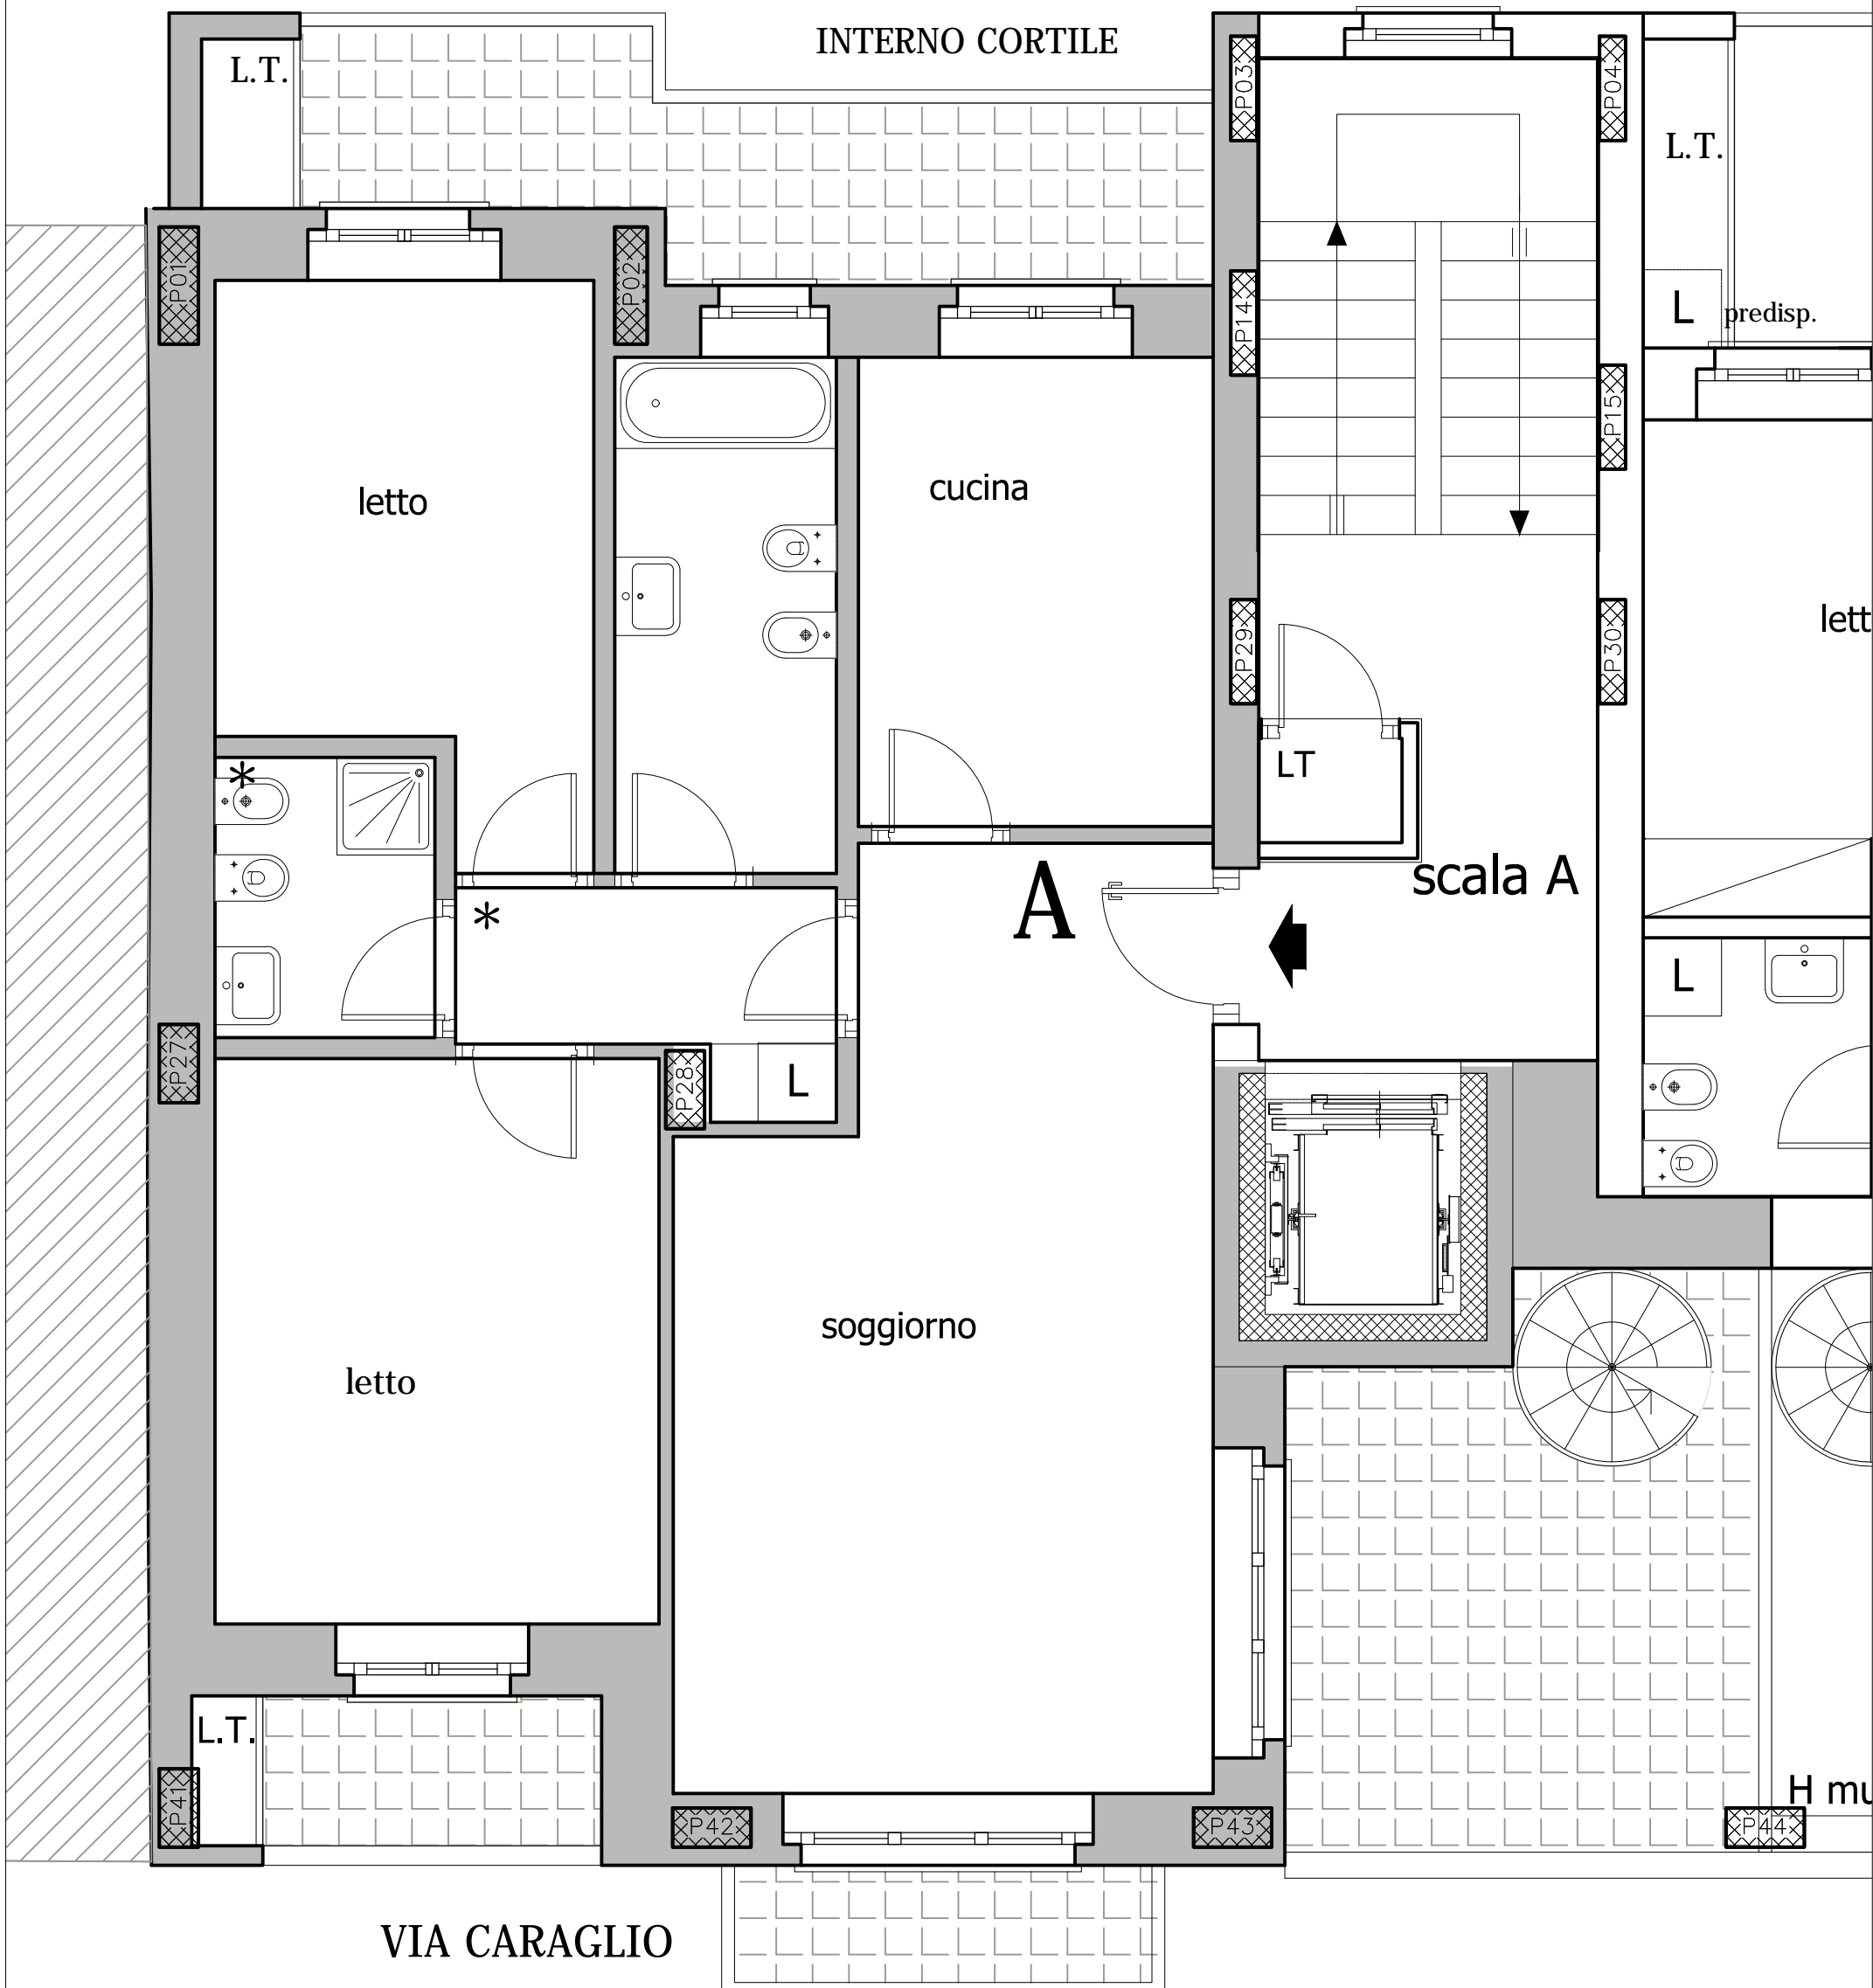 INTERNO CORTILE
L.T.
P03
P04
L.T.
P01
P02
P14
L predisp.
P15
letto
cucina
lett
P29
P30
*
LT
A
scala A
*
L
P27
P28
L
soggiorno
letto
L.T.
H mu
P41
P42
P43
P44
VIA CARAGLIO